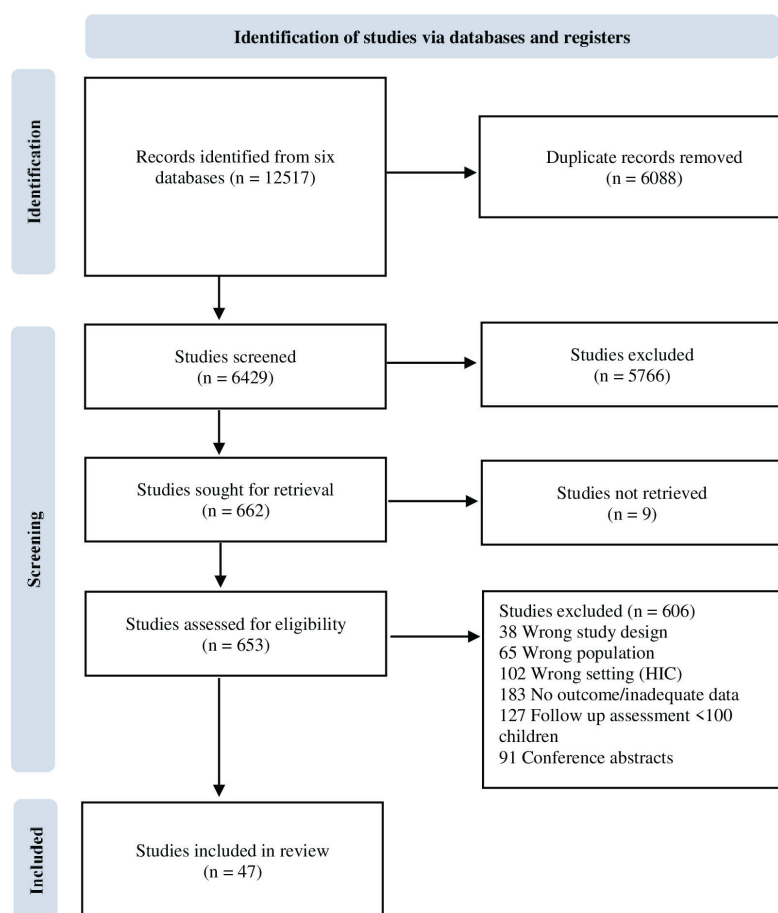 Identification of studies via databases and registers
Identification
Records identified from six
databases (n = 12517)
Duplicate records removed
(n = 6088)
Screening
Studies screened
(n = 6429)
Studies excluded
(n = 5766)
Studies sought for retrieval
(n = 662)
Studies not retrieved
(n = 9)
Studies assessed for eligibility
(n = 653)
Studies excluded (n = 606)
38 Wrong study design
65 Wrong population
102 Wrong setting (HIC)
183 No outcome/inadequate data
127 Follow up assessment <100
children
91 Conference abstracts
Included
Studies included in review
(n = 47)